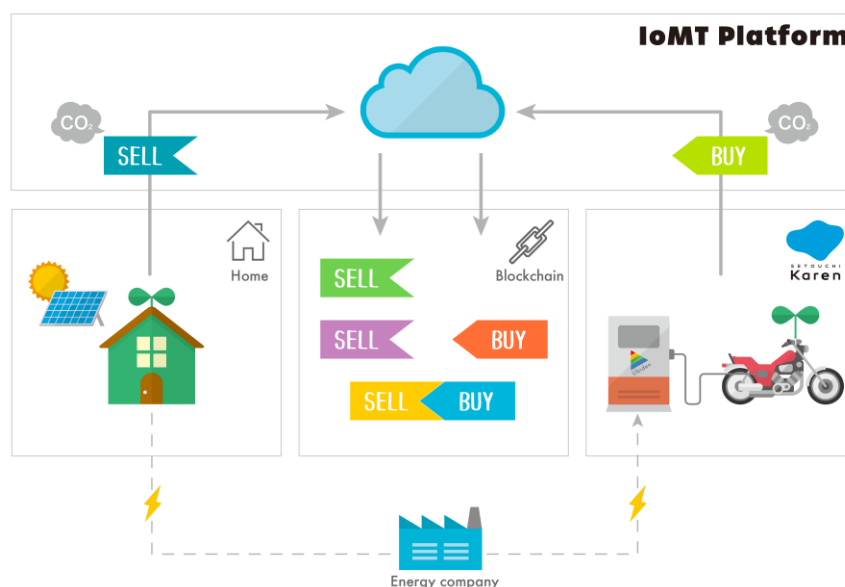 IoMT Platform
CO₂
CO₂
SELL
BUY
Home
Blockchain
SETOUCHI
Karen
SELL
SELL
BUY
SELL
BUY
Energy company